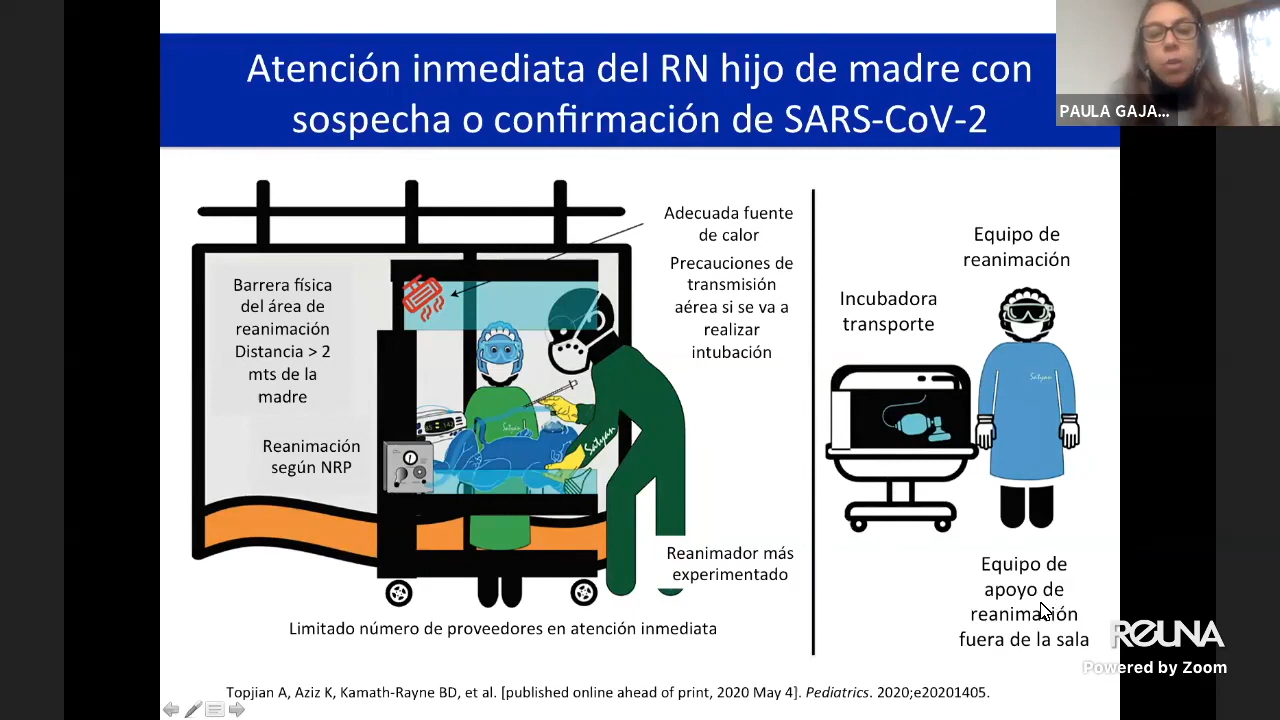 Atención inmediata del RN hijo de madre con
sospecha o confirmación de SARS-CoV-2
PAULA GAJA...
Adecuada fuente
de calor
Precauciones de
transmisión
aérea si se va a
realizar
intubación
Barrera física
del área de
reanimación
Distancia > 2
mts de la
madre
Reanimación
según NRP
Satyan
Satyan
Reanimador más
experimentado
Limitado número de proveedores en atención inmediata
Equipo de
reanimación
Incubadora
transporte
Satyan
Equipo de
apoyo de
reanimación
fuera de la sala
REUNA
Powered by Zoom
Topjian A, Aziz K, Kamath-Rayne BD, et al. [published online ahead of print, 2020 May 4]. Pediatrics. 2020;e20201405.